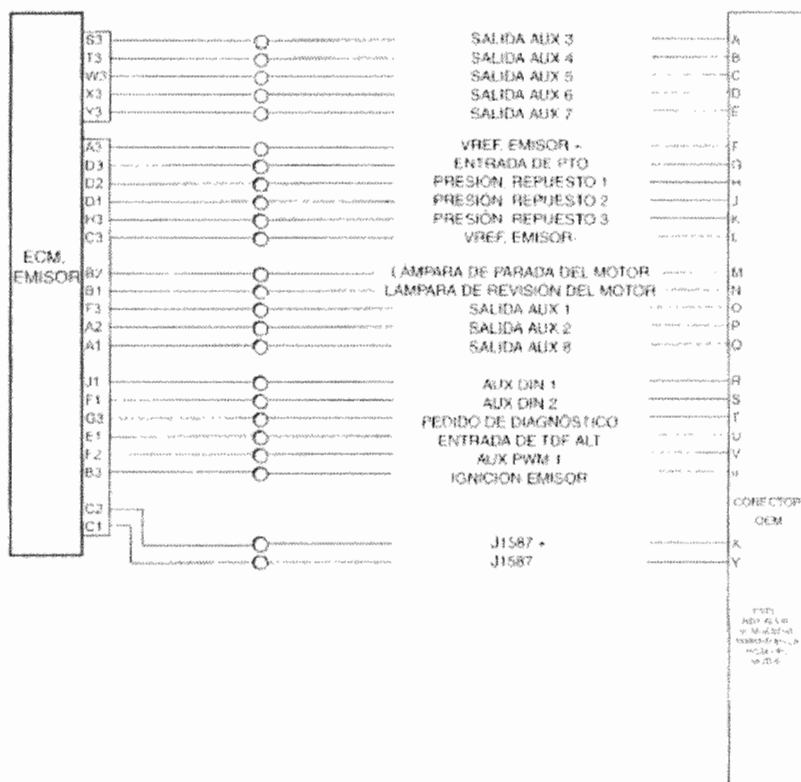 S3 SALIDA AUX 3 A
T3 SALIDA AUX 4 B
W3 SALIDA AUX 5 C
X3 SALIDA AUX 6 D
Y3 SALIDA AUX 7 E
A3 VREF. EMISOR + F
D3 ENTRADA DE PTO G
D2 PRESIÓN. REPUESTO 1 H
D1 PRESIÓN REPUESTO 2 J
H3 PRESIÓN REPUESTO 3 K
C3 VREF. EMISOR- L
ECM,
EMISOR
B2 LÁMPARA DE PARADA DEL MOTOR M
B1 LÁMPARA DE REVISIÓN DEL MOTOR N
F3 SALIDA AUX 1 O
A2 SALIDA AUX 2 P
A1 SALIDA AUX 8 Q
J1 AUX DIN 1 R
F1 AUX DIN 2 S
G3 PEDIDO DE DIAGNÓSTICO T
E1 ENTRADA DE TDF ALT U
F2 AUX PWM 1 V
B3 IGNICIÓN EMISOR
C2
C1
CONECTOR
OEM
J1587 + X
J1587 Y